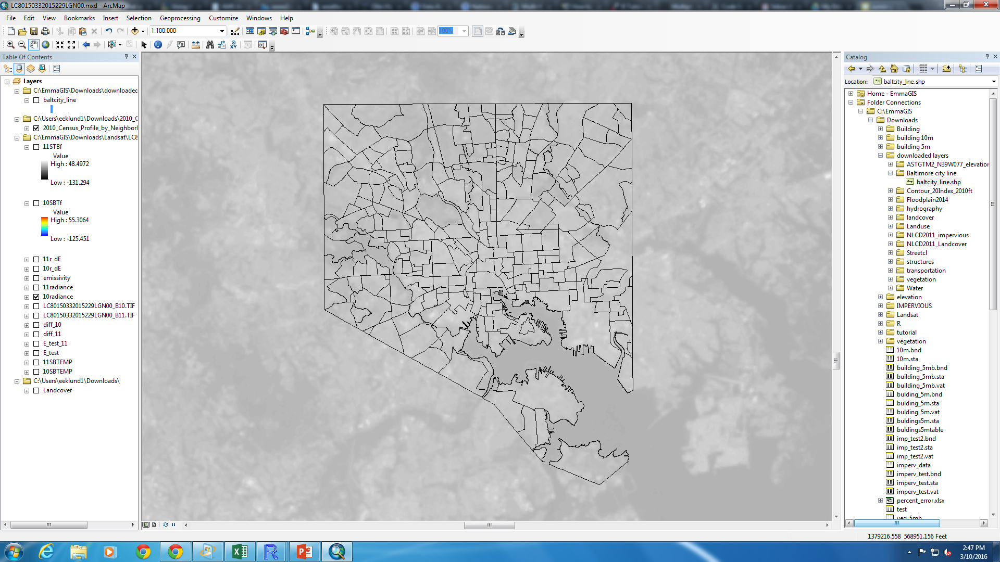 LC80150332015229LGN00.mxd - ArcMap
File Edit View Bookmarks Insert Selection Geoprocessing Customize Windows Help
1:100,000
100%
Table Of Contents
Layers
C:\EmmaGIS\Downloads\downloaded
baltcity_line
C:\Users\eeklund1\Downloads\2010_C
2010_Census_Profile_by_Neighborl
C:\EmmaGIS\Downloads\Landsat\LC8
11STBf
Value
High : 48.4972
Low : -131.294
10SBTf
Value
High : 55.3064
Low : -125.451
11r_dE
10r_dE
emissivity
11radiance
10radiance
LC80150332015229LGN00_B10.TIF
LC80150332015229LGN00_B11.TIF
diff_10
diff_11
E_test_11
E_test
11SBTEMP
10SBTEMP
C:\Users\eeklund1\Downloads\
Landcover
Catalog
Location: baltcity_line.shp
Home - EmmaGIS
Folder Connections
C:\EmmaGIS
Downloads
Building
building 10m
building 5m
downloaded layers
ASTGTM2_N39W077_elevation
Baltimore city line
baltcity_line.shp
Contour_20Index_2010ft
Floodplain2014
hydrography
landcover
Landuse
NLCD2011_impervious
NLCD2011_Landcover
Streetcl
structures
transportation
vegetation
Water
elevation
IMPERVIOUS
Landsat
R
tutorial
vegetation
10m.bnd
10m.sta
building_5mb.bnd
building_5mb.sta
building_5mb.vat
bulding_5m.bnd
bulding_5m.sta
bulding_5m.vat
buldings5m.sta
buldings5mtable
imp_test2.bnd
imp_test2.sta
imp_test2.vat
imperv_data
imperv_test.bnd
imperv_test.sta
imperv_test.vat
percent_error.xlsx
test
veg_5mb
1379216.558 568951.156 Feet
2:47 PM
3/10/2016